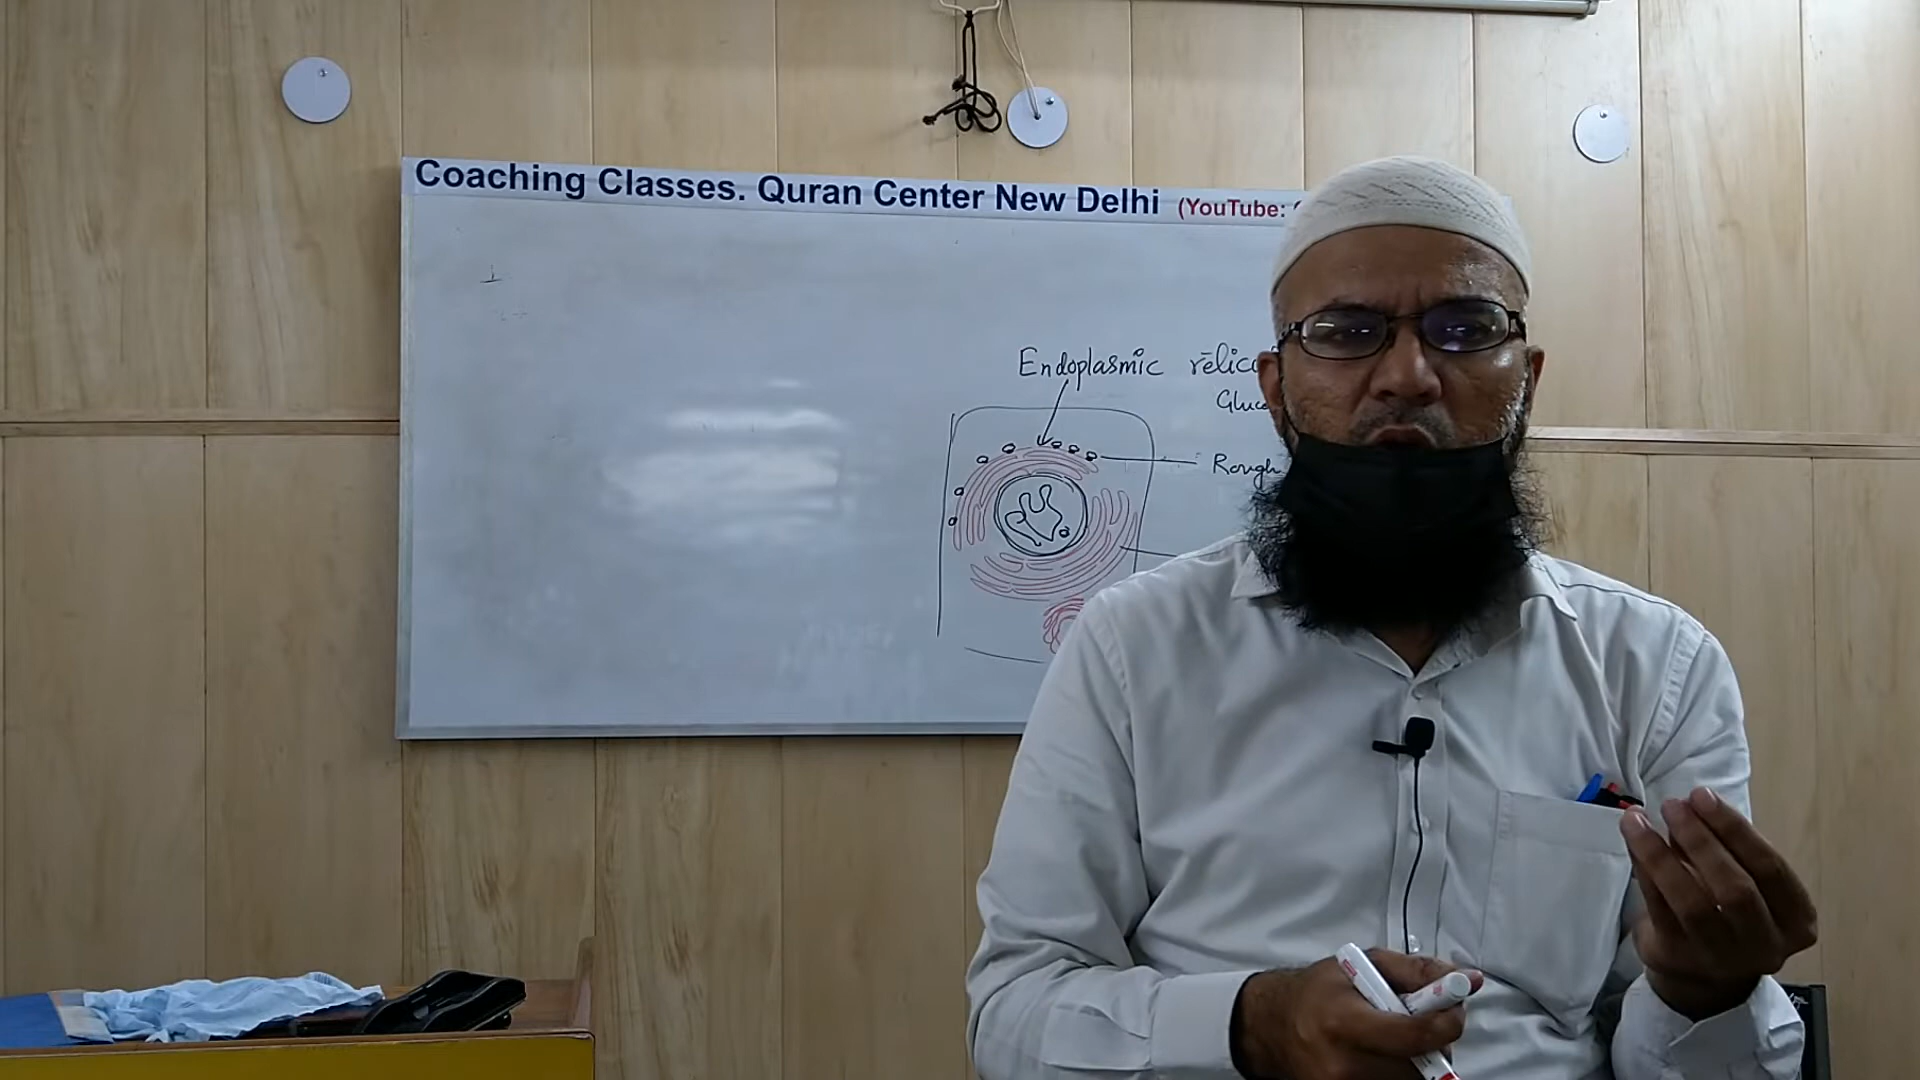 Coaching Classes. Quran Center New Delhi (YouTube:
Endoplasmic
Rough